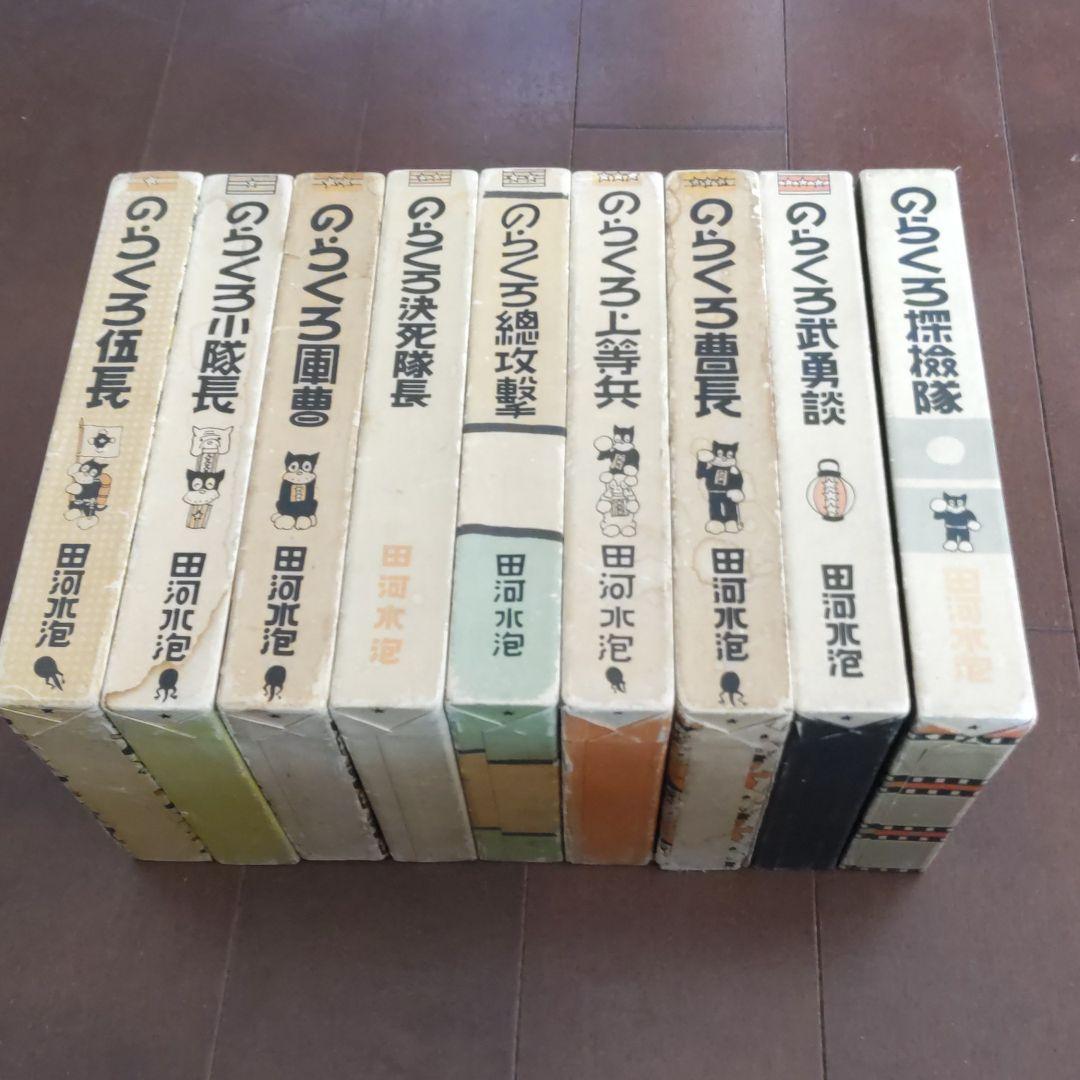 のらくろ伍長
田河水泡
のらくろ小隊長
田河水泡
のらくろ軍曹
田河水泡
のらくろ決死隊長
田河水泡
のらくろ總攻擊
田河水泡
のらくろ上等兵
田河水泡
のらくろ曹長
田河水泡
のらくろ武勇談
田河水泡
のらくろ探檢隊
田河水泡